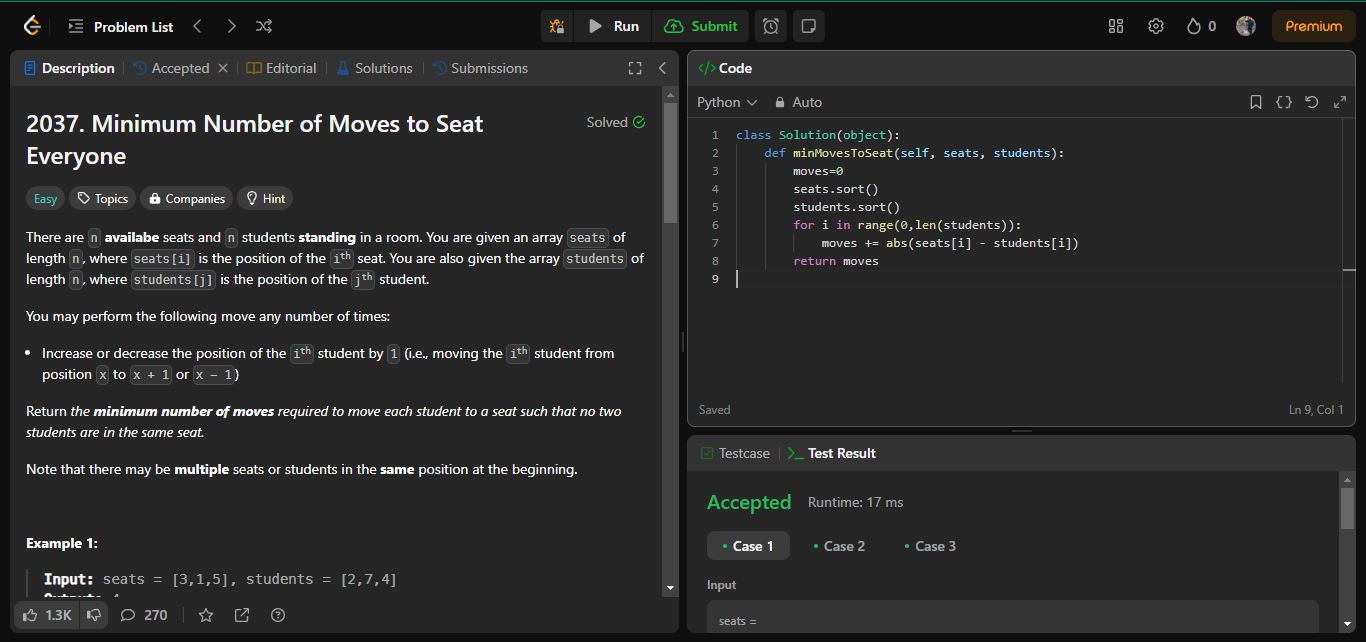 Problem List
Run
Submit
0
Premium
Description
Accepted
Editorial
Solutions
Submissions
2037. Minimum Number of Moves to Seat
Everyone
Solved
Easy
Topics
Companies
Hint
There are n availabe seats and n students standing in a room. You are given an array seats of
length n, where seats[i] is the position of the ith seat. You are also given the array students of
length n, where students[j] is the position of the jth student.
You may perform the following move any number of times:
• Increase or decrease the position of the ith student by 1 (i.e., moving the ith student from
position x to x + 1 or x - 1)
Return the minimum number of moves required to move each student to a seat such that no two
students are in the same seat.
Note that there may be multiple seats or students in the same position at the beginning.
Example 1:
Input: seats = [3,1,5], students = [2,7,4]
1.3K
270
</> Code
Python
Auto
1 class Solution(object):
2 def minMovesToSeat(self, seats, students):
3 moves=0
4 seats.sort()
5 students.sort()
6 for i in range(0,len(students)):
7 moves += abs(seats[i] - students[i])
8 return moves
9
Saved
Ln 9, Col 1
Testcase
>_ Test Result
Accepted
Runtime: 17 ms
• Case 1
• Case 2
• Case 3
Input
seats =